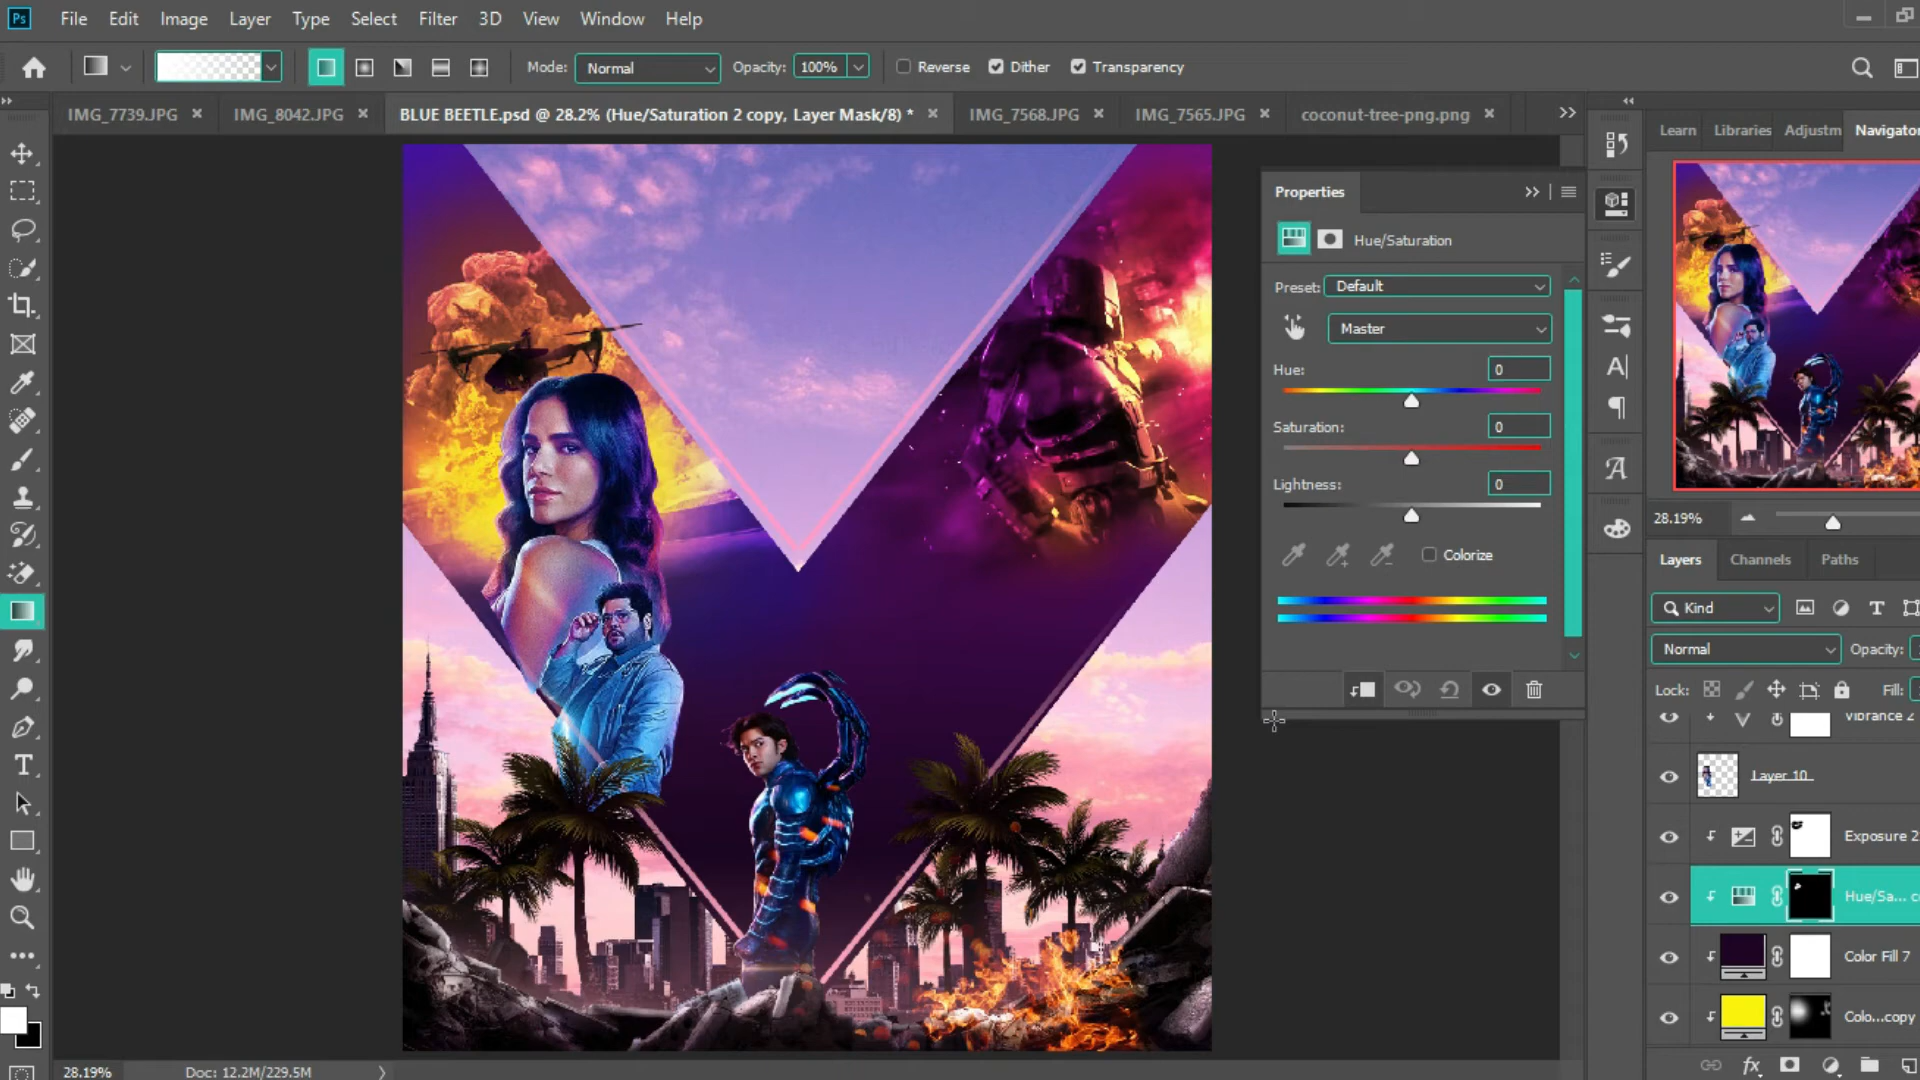 Ps File Edit Image Layer Type Select Filter 3D View Window Help
Mode: Normal Opacity: 100% Reverse Dither Transparency
IMG_7739.JPG × IMG_8042.JPG × BLUE BEETLE.psd @ 28.2% (Hue/Saturation 2 copy, Layer Mask/8) * × IMG_7568.JPG × IMG_7565.JPG × coconut-tree-png.png ×
Learn Libraries Adjustm Navigato
Properties
Hue/Saturation
Preset: Default
Master
Hue: 0
Saturation: 0
Lightness: 0
Colorize
28.19%
Layers Channels Paths
Kind
Normal Opacity:
Lock: Fill:
Vibrance 2
Layer 10
Exposure 2
Hue/Sa... c
Color Fill 7
Colo...copy
28.19% Doc: 12.2M/229.5M